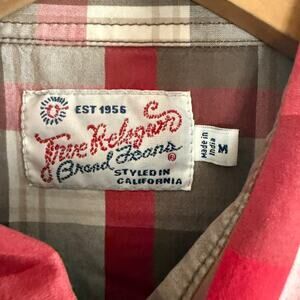 EST 1956
True Religion
Brand Jeans ®
STYLED IN
CALIFORNIA
Made in
India
M